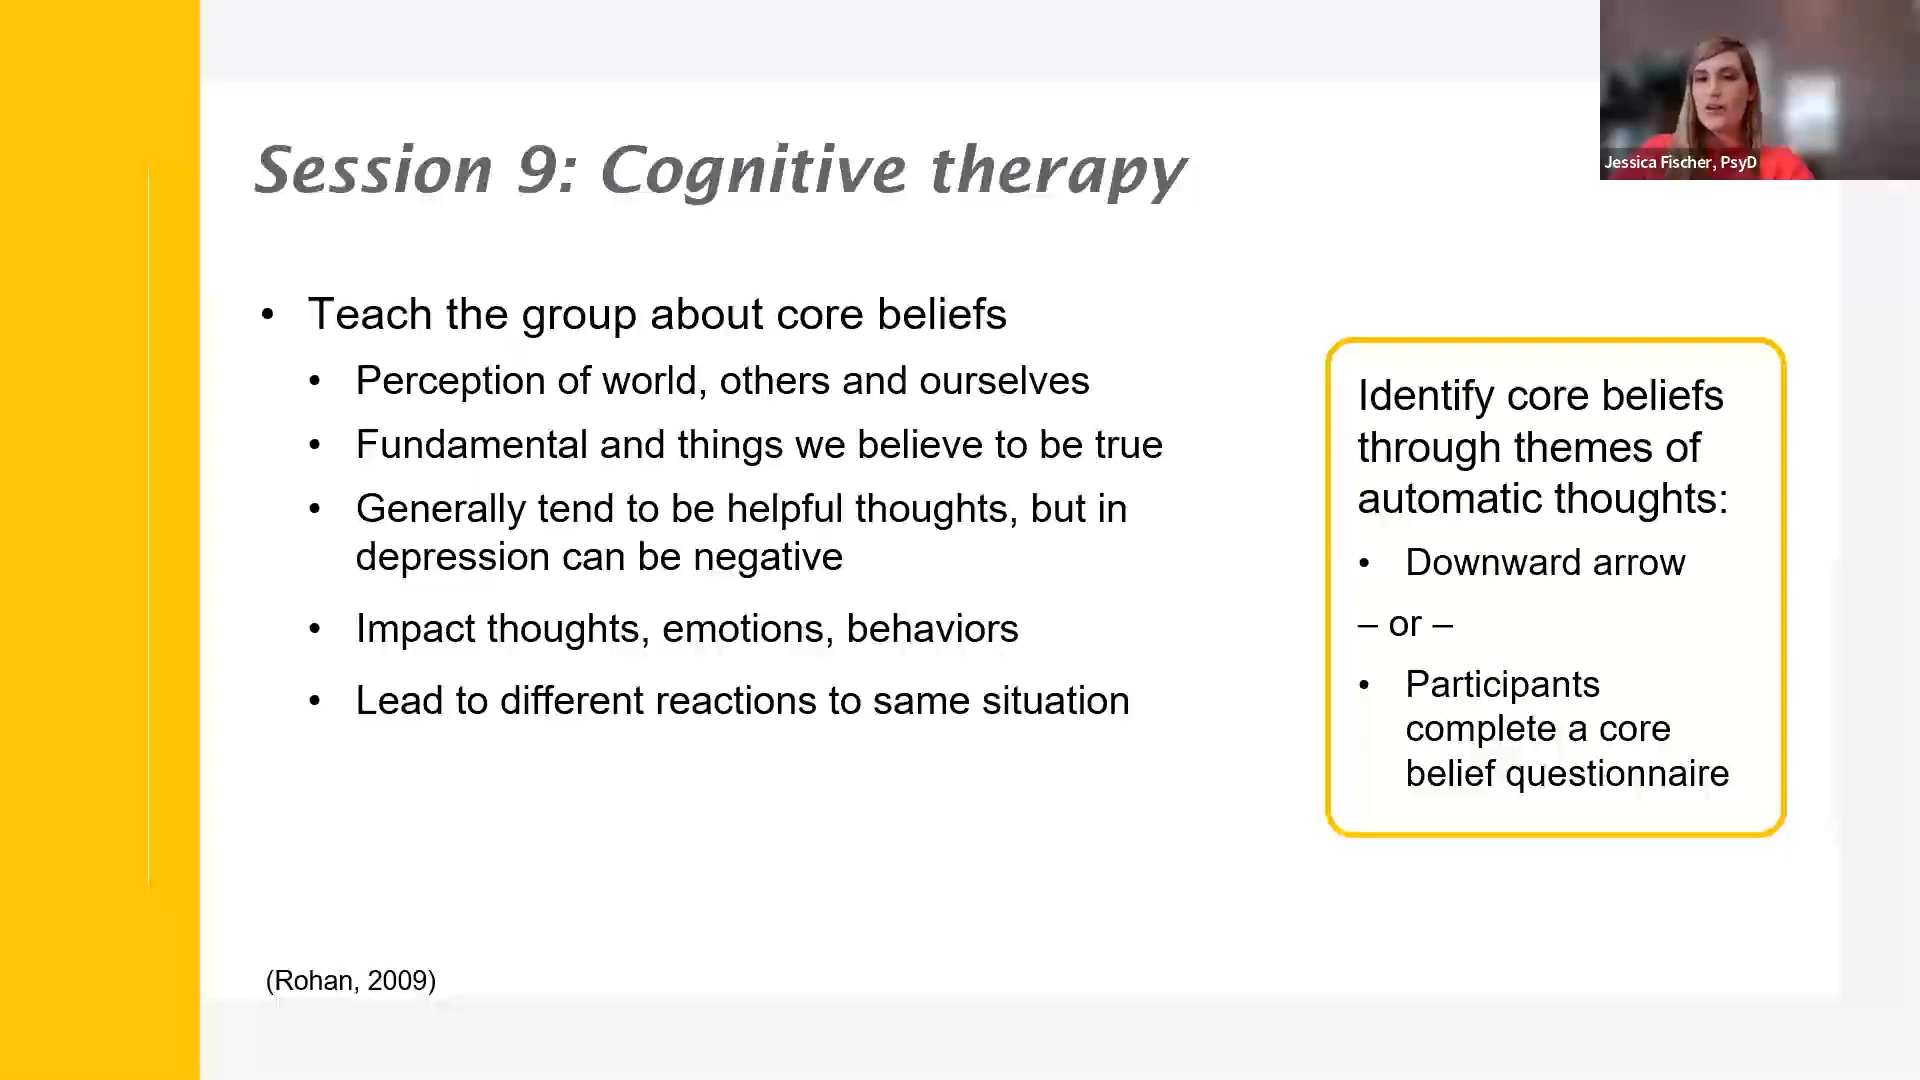 Session 9: Cognitive therapy
• Teach the group about core beliefs
• Perception of world, others and ourselves
• Fundamental and things we believe to be true
• Generally tend to be helpful thoughts, but in
depression can be negative
• Impact thoughts, emotions, behaviors
• Lead to different reactions to same situation
Identify core beliefs
through themes of
automatic thoughts:
• Downward arrow
– or –
• Participants
complete a core
belief questionnaire
(Rohan, 2009)
Jessica Fischer, PsyD